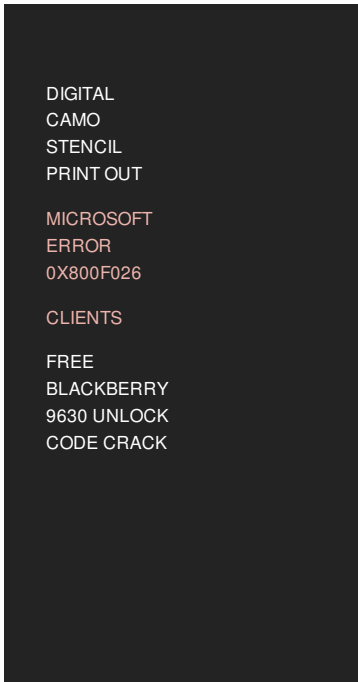 DIGITAL
CAMO
STENCIL
PRINT OUT
MICROSOFT
ERROR
0X800F026
CLIENTS
FREE
BLACKBERRY
9630 UNLOCK
CODE CRACK